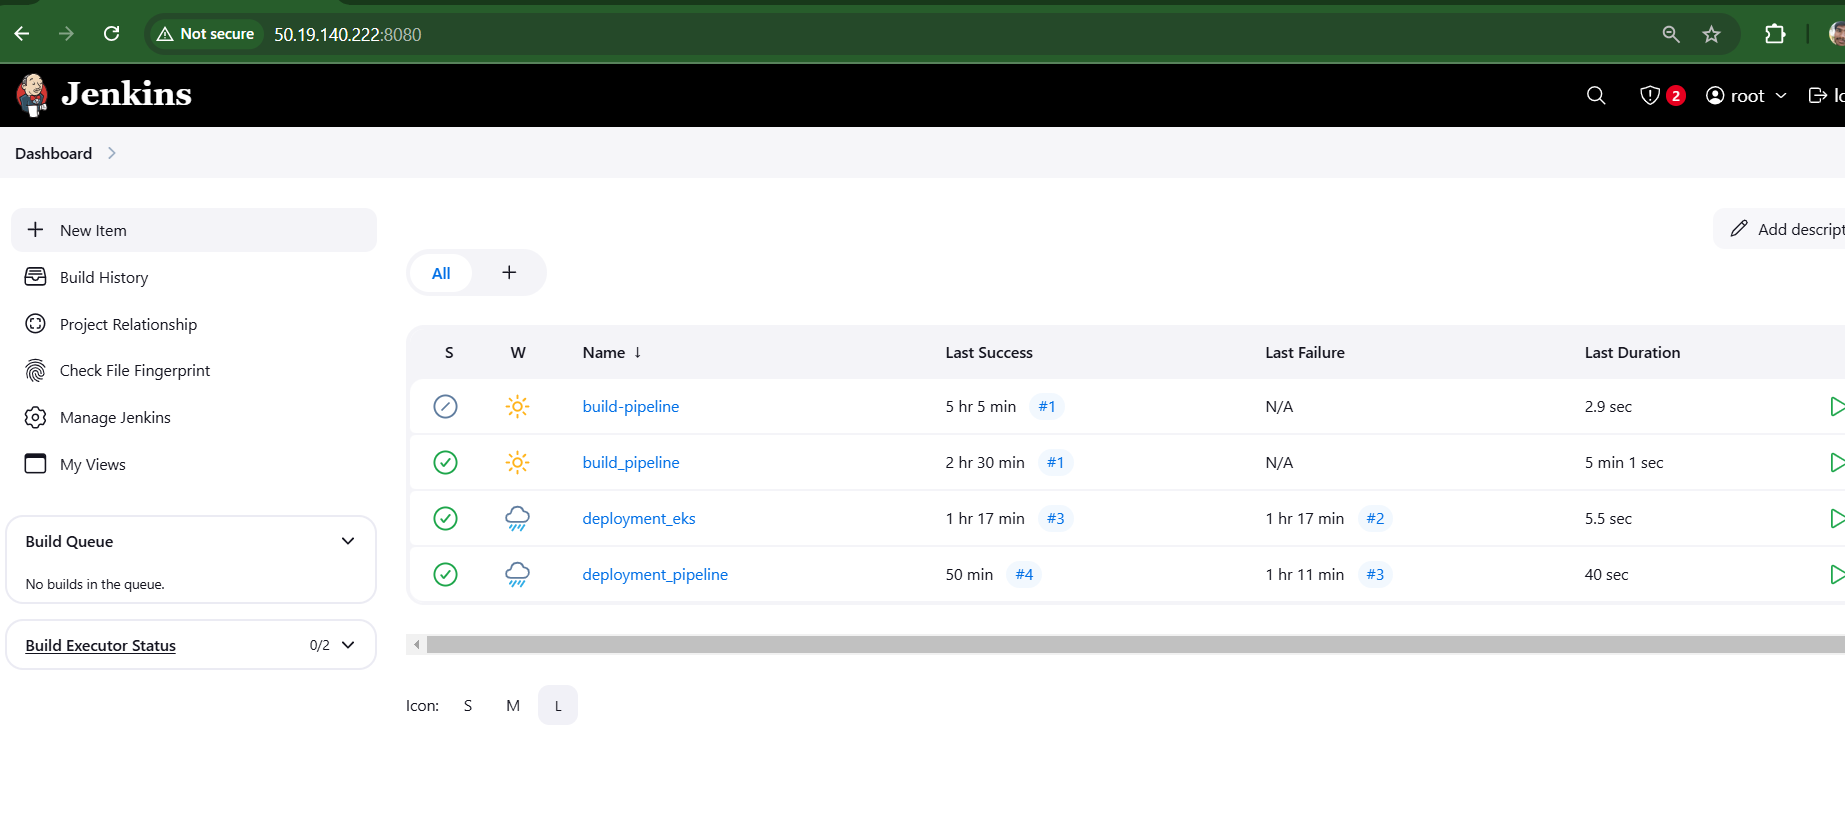 Not secure 50.19.140.222:8080
Jenkins 2 root
Dashboard
New Item
Build History
Project Relationship
Check File Fingerprint
Manage Jenkins
My Views
Build Queue
No builds in the queue.
Build Executor Status 0/2
Add descript
All +
S W Name ↓ Last Success Last Failure Last Duration
build-pipeline 5 hr 5 min #1 N/A 2.9 sec
build_pipeline 2 hr 30 min #1 N/A 5 min 1 sec
deployment_eks 1 hr 17 min #3 1 hr 17 min #2 5.5 sec
deployment_pipeline 50 min #4 1 hr 11 min #3 40 sec
Icon: S M L